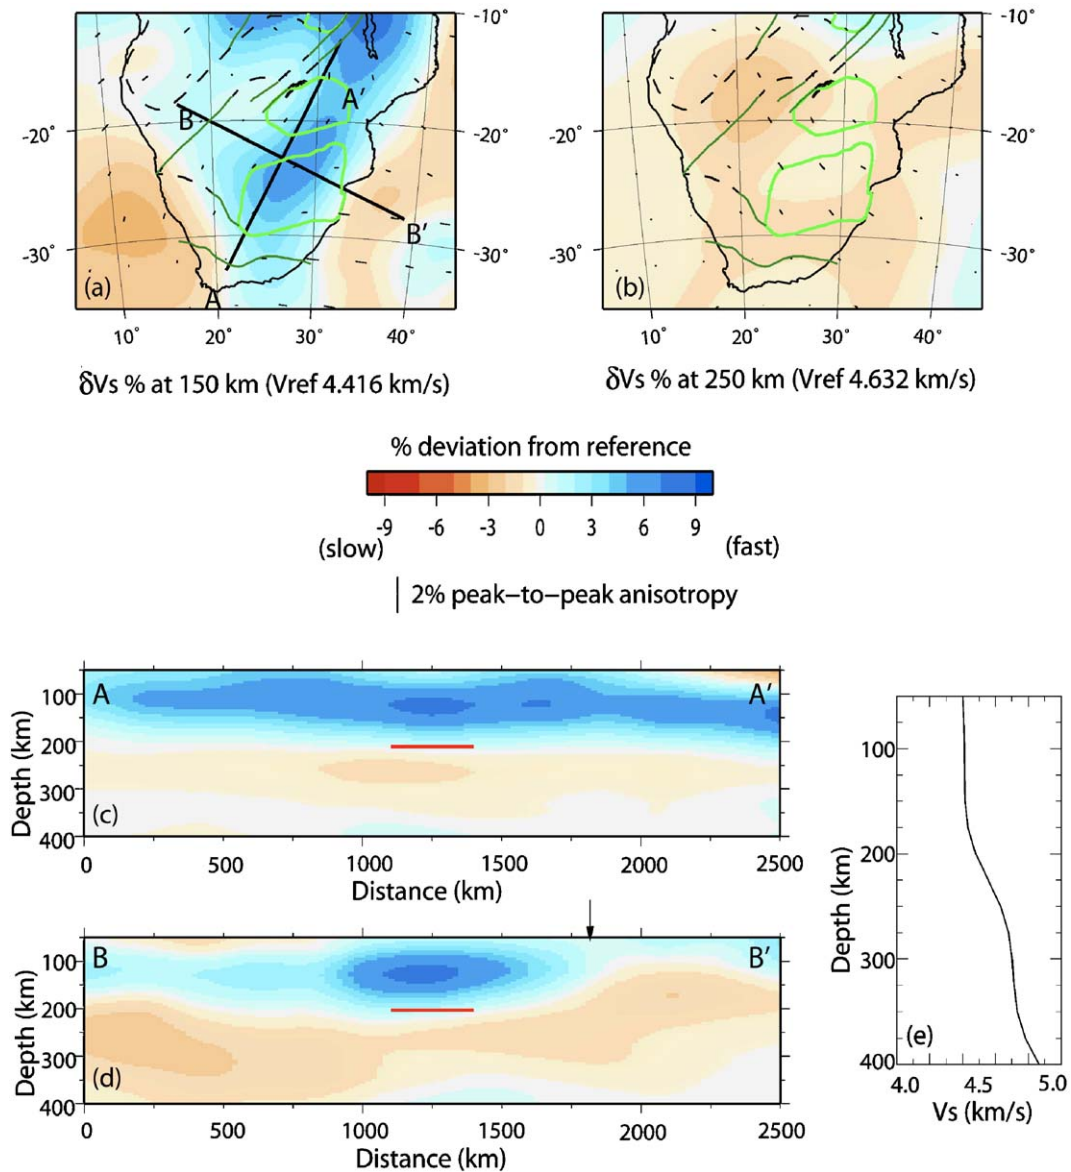 -10°
-10°
A′
B
-20°
-20°
-20°
-20°
B′
-30°
-30°
-30°
-30°
(a)
A
(b)
10°
20°
30°
40°
10°
20°
30°
40°
δVs % at 150 km (Vref 4.416 km/s)
δVs % at 250 km (Vref 4.632 km/s)
% deviation from reference
-9 -6 -3 0 3 6 9
(slow)
(fast)
2% peak−to−peak anisotropy
A
A′
100
200
300
400
Depth (km)
(c)
0 500 1000 1500 2000 2500
Distance (km)
B
B′
100
200
300
400
Depth (km)
(d)
0 500 1000 1500 2000 2500
Distance (km)
100
200
300
400
Depth (km)
(e)
4.0 4.5 5.0
Vs (km/s)